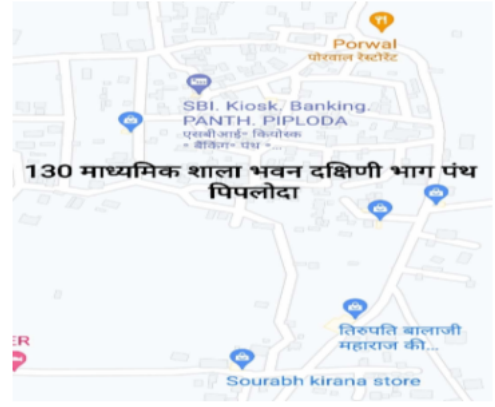 Porwal
पोरवाल रेस्टोरेंट
SBI. Kiosk. Banking.
PANTH. PIPLODA
एसबीआई॰ कियोस्क
॰ बैंकिंग॰ पंथ ॰...
130 माध्यमिक शाला भवन दक्षिणी भाग पंथ
पिपलोदा
तिरुपति बालाजी
महाराज की...
ER
Sourabh kirana store